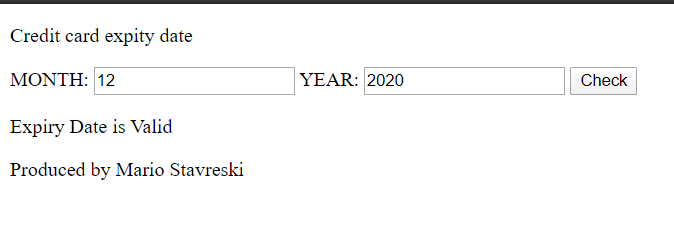 Credit card expity date
MONTH: 12 YEAR: 2020 Check
Expiry Date is Valid
Produced by Mario Stavreski